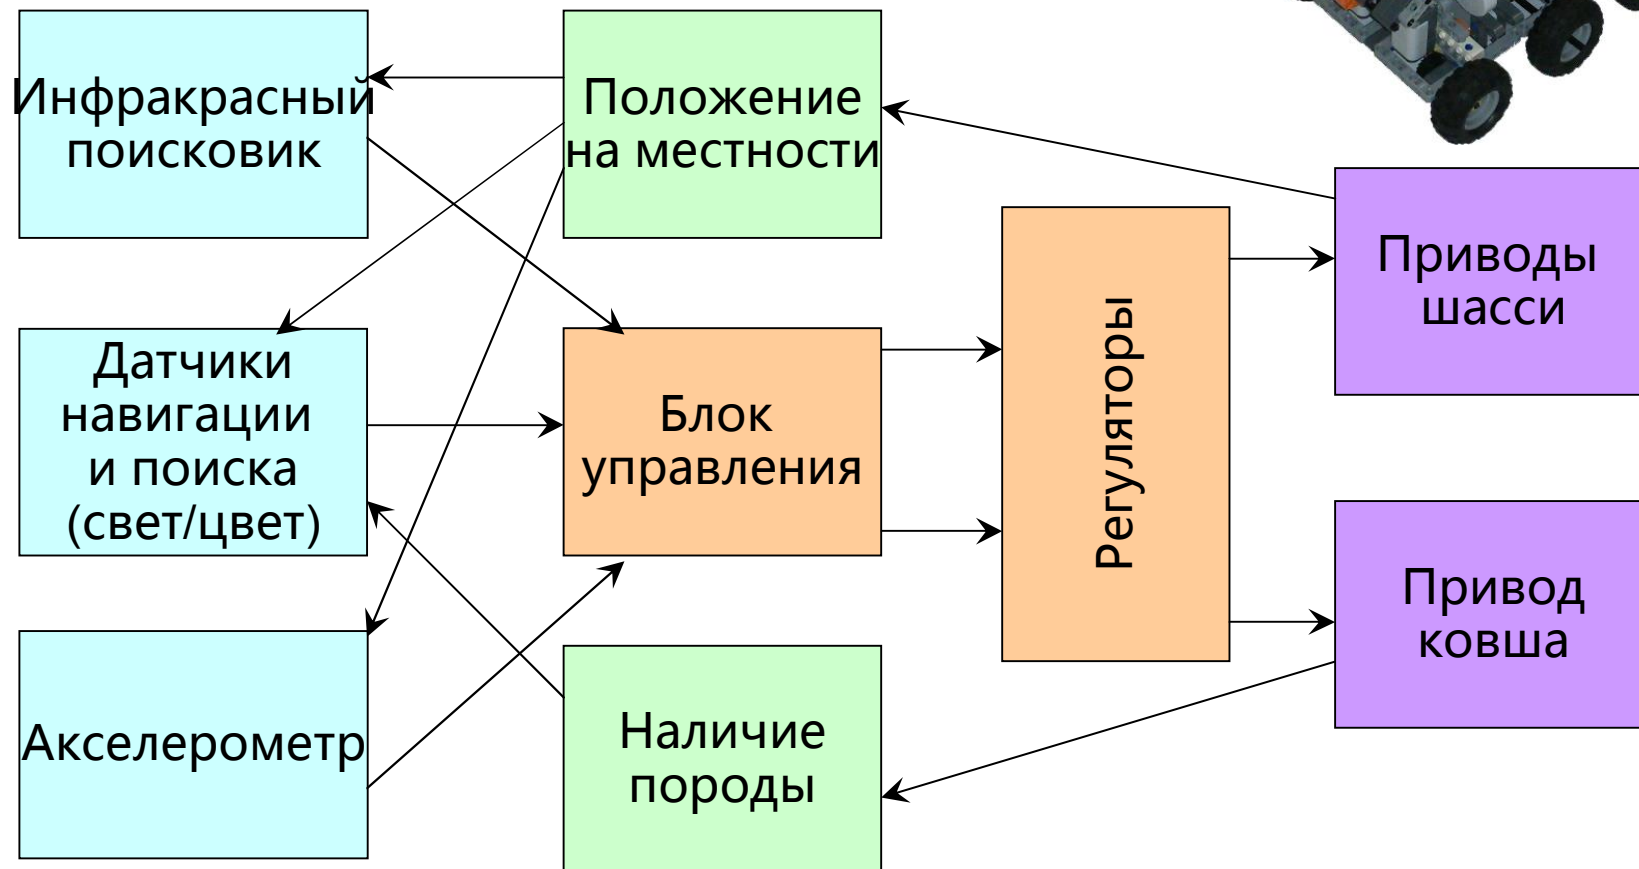 Инфракрасный
поисковик
Положение
на местности
Приводы
шасси
Датчики
навигации
и поиска
(свет/цвет)
Блок
управления
Регуляторы
Привод
ковша
Акселерометр
Наличие
породы